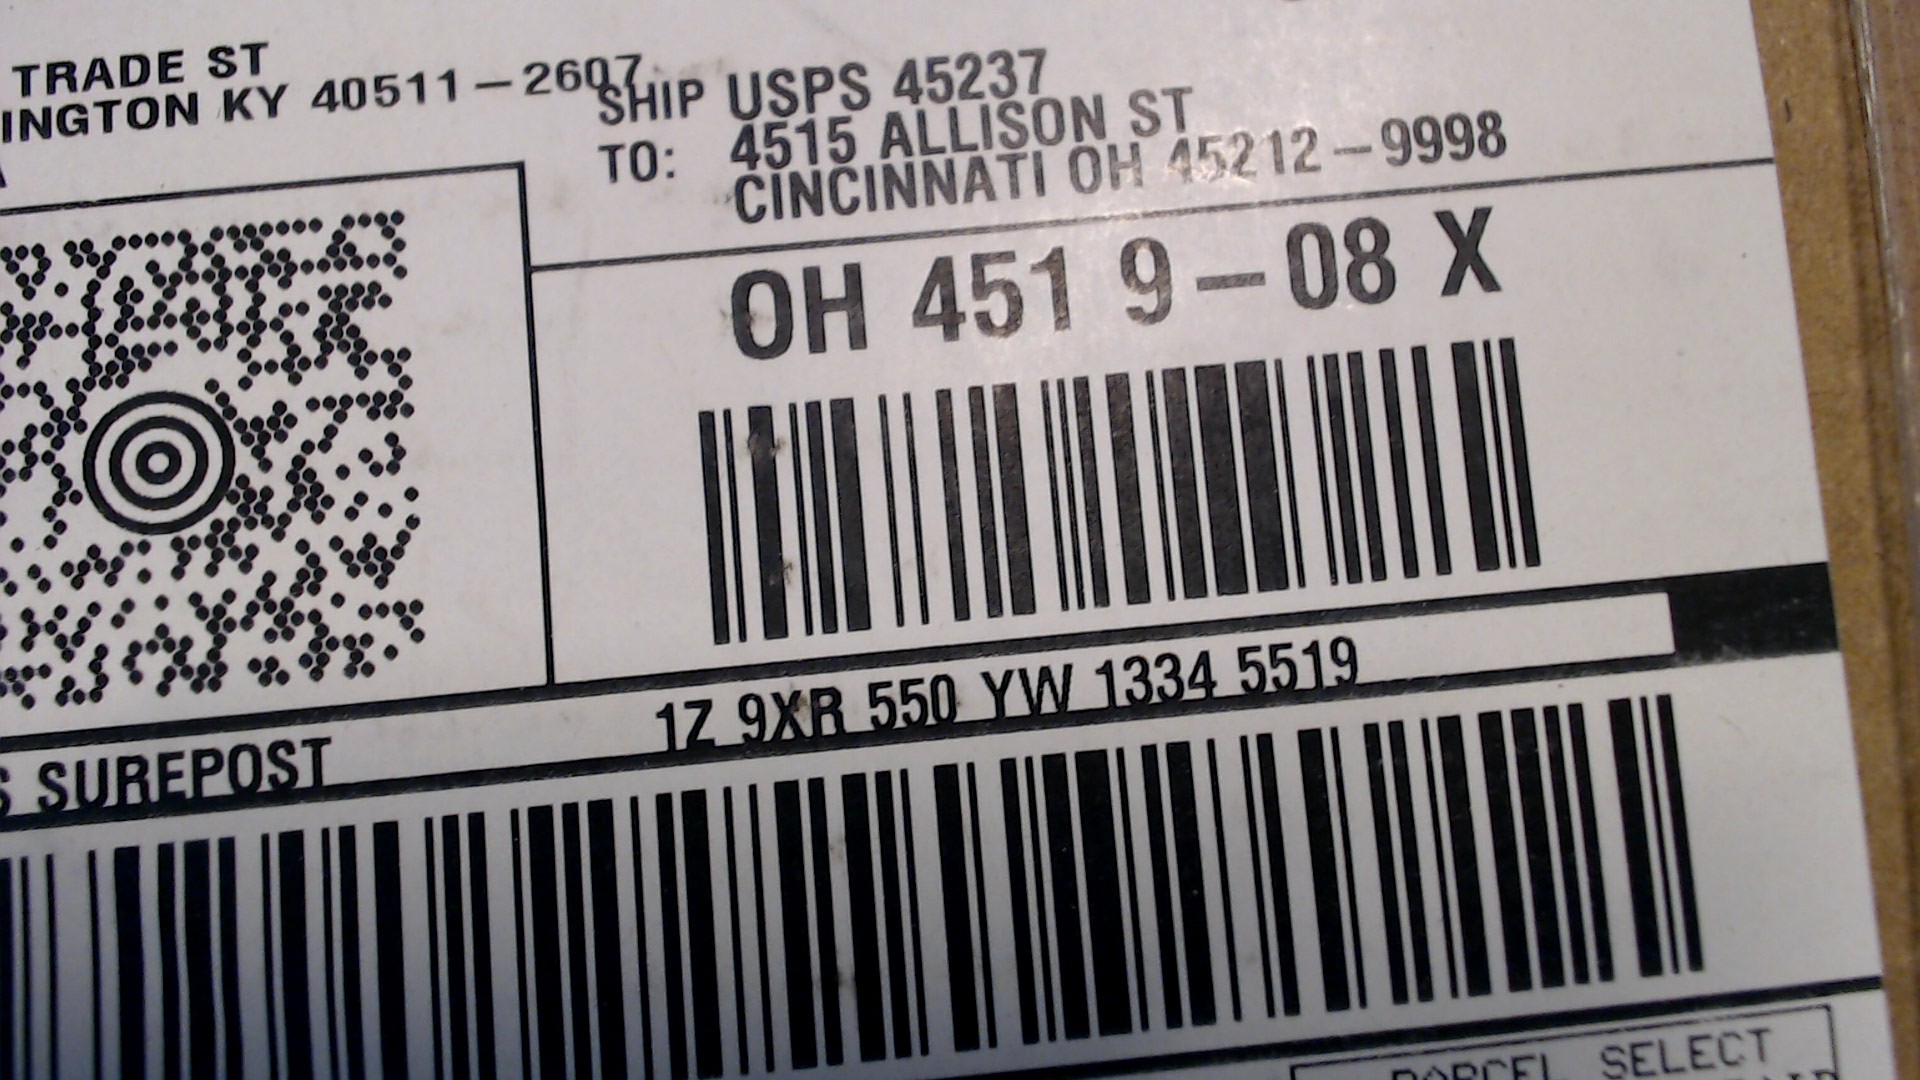 TRADE ST
INGTON KY 40511-2607
SHIP USPS 45237
TO: 4515 ALLISON ST
CINCINNATI OH 45212-9998
OH 451 9-08 X
1Z 9XR 550 YW 1334 5519
S SUREPOST
PARCEL SELECT